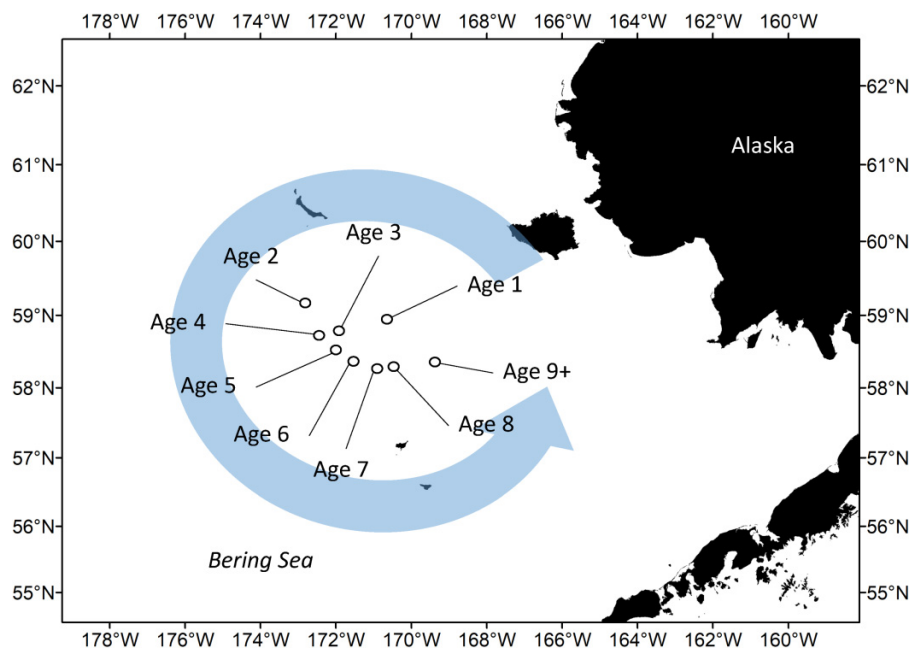 178°W 176°W 174°W 172°W 170°W 168°W 166°W 164°W 162°W 160°W
62°N 62°N
Alaska
61°N 61°N
60°N 60°N
Age 3
Age 2
Age 1
59°N 59°N
Age 4
Age 5
Age 9+
58°N 58°N
Age 6
Age 8
Age 7
57°N 57°N
56°N 56°N
Bering Sea
55°N 55°N
178°W 176°W 174°W 172°W 170°W 168°W 166°W 164°W 162°W 160°W